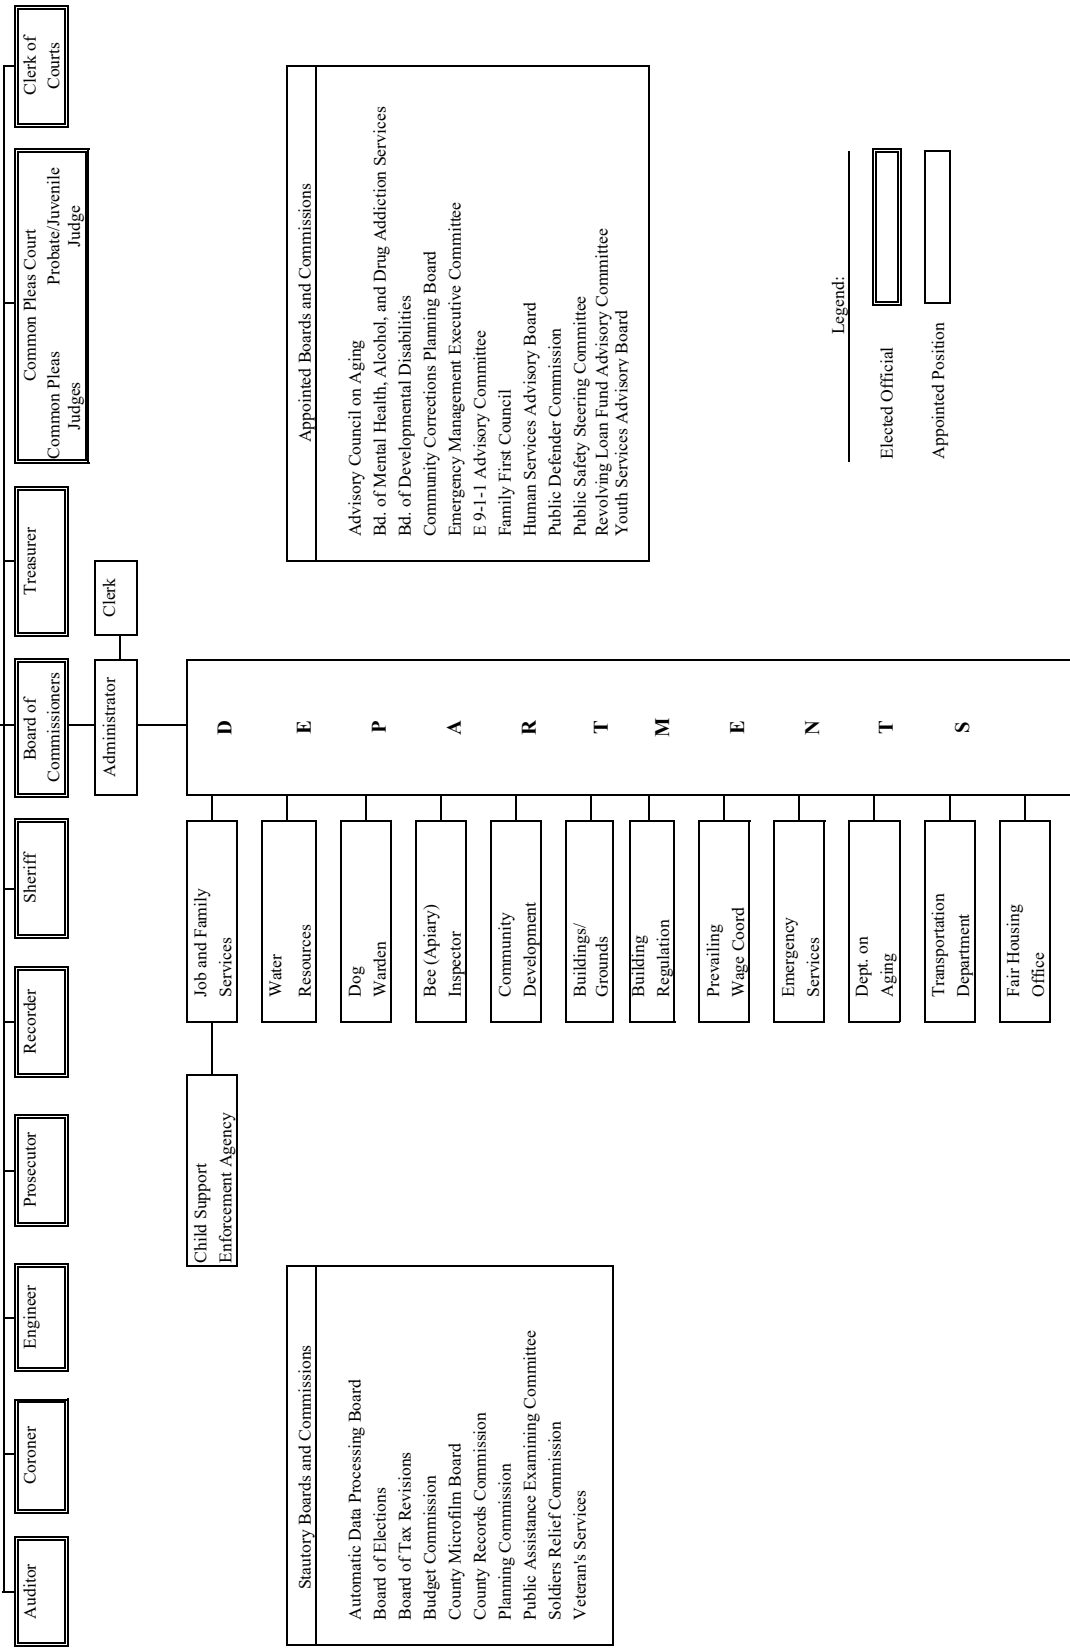 Auditor
Coroner
Engineer
Prosecutor
Recorder
Sheriff
Board of
Commissioners
Treasurer
Common Pleas Court
Common Pleas Probate/Juvenile
Judges Judge
Clerk of
Courts
Administrator
Clerk
Child Support
Enforcement Agency
Job and Family
Services
Water
Resources
Dog
Warden
Bee (Apiary)
Inspector
Community
Development
Buildings/
Grounds
Building
Regulation
Prevailing
Wage Coord
Emergency
Services
Dept. on
Aging
Transportation
Department
Fair Housing
Office
D
E
P
A
R
T
M
E
N
T
S
Stautory Boards and Commissions
Automatic Data Processing Board
Board of Elections
Board of Tax Revisions
Budget Commission
County Microfilm Board
County Records Commission
Planning Commission
Public Assistance Examining Committee
Soldiers Relief Commission
Veteran's Services
Appointed Boards and Commissions
Advisory Council on Aging
Bd. of Mental Health, Alcohol, and Drug Addiction Services
Bd. of Developmental Disabilities
Community Corrections Planning Board
Emergency Management Executive Committee
E 9-1-1 Advisory Committee
Family First Council
Human Services Advisory Board
Public Defender Commission
Public Safety Steering Committee
Revolving Loan Fund Advisory Committee
Youth Services Advisory Board
Legend:
Elected Official
Appointed Position